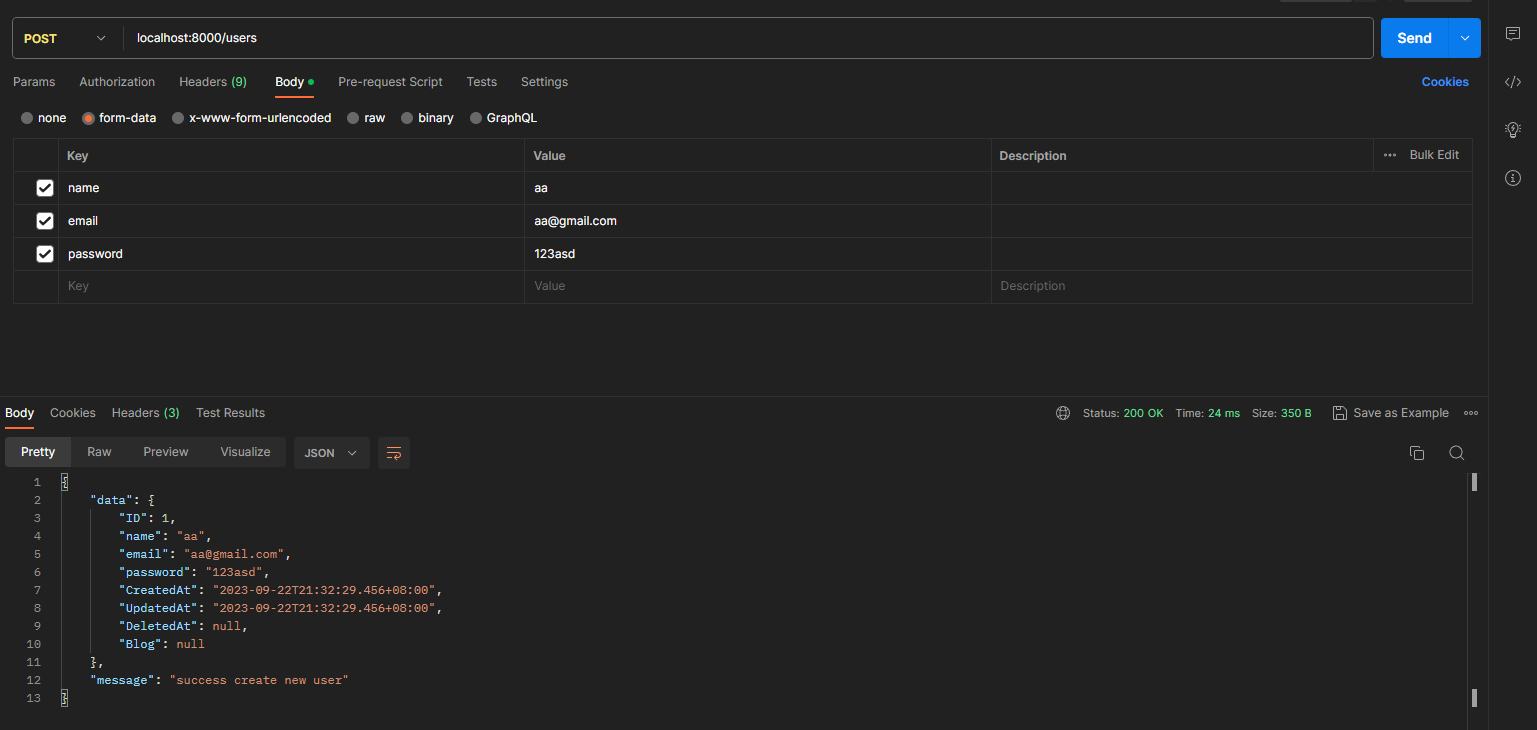 POST localhost:8000/users Send
Params Authorization Headers (9) Body Pre-request Script Tests Settings Cookies
none form-data x-www-form-urlencoded raw binary GraphQL
Key Value Description ••• Bulk Edit
name aa
email aa@gmail.com
password 123asd
Key Value Description
Body Cookies Headers (3) Test Results Status: 200 OK Time: 24 ms Size: 350 B Save as Example
Pretty Raw Preview Visualize JSON
1 {
2 "data": {
3 "ID": 1,
4 "name": "aa",
5 "email": "aa@gmail.com",
6 "password": "123asd",
7 "CreatedAt": "2023-09-22T21:32:29.456+08:00",
8 "UpdatedAt": "2023-09-22T21:32:29.456+08:00",
9 "DeletedAt": null,
10 "Blog": null
11 },
12 "message": "success create new user"
13 }